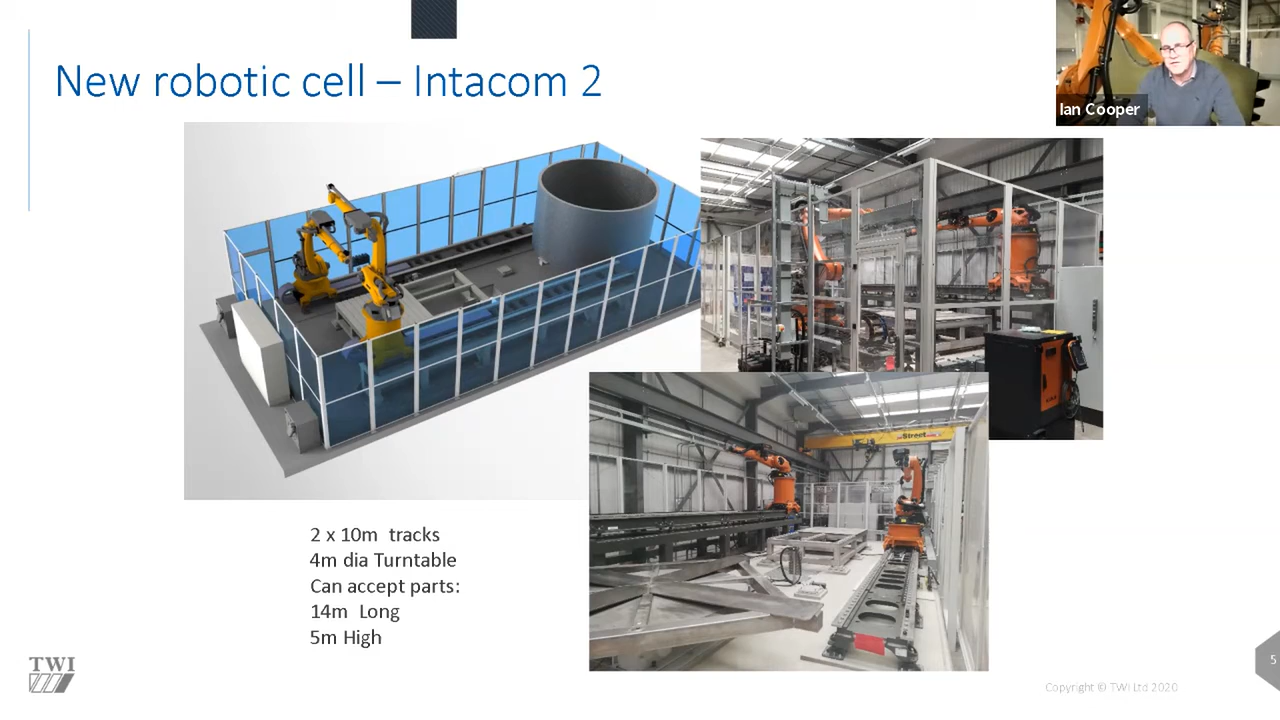 New robotic cell – Intacom 2
Ian Cooper
Street
2 x 10m tracks
4m dia Turntable
Can accept parts:
14m Long
5m High
TWI
Copyright © TWI Ltd 2020
5